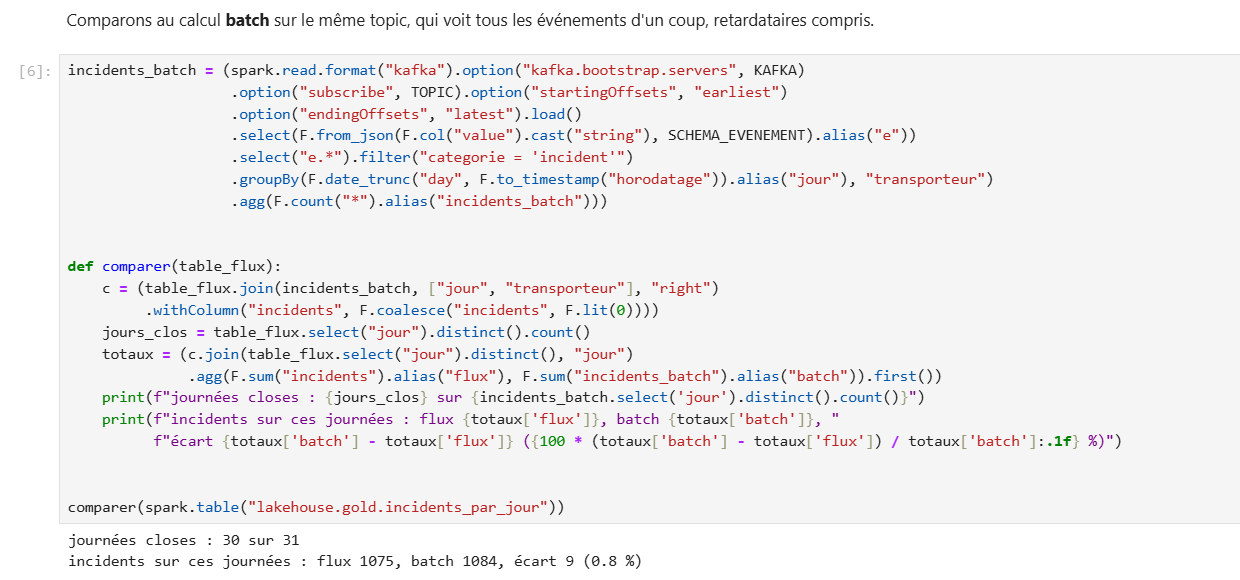 Comparons au calcul batch sur le même topic, qui voit tous les événements d'un coup, retardataires compris.
[6]:
incidents_batch = (spark.read.format("kafka").option("kafka.bootstrap.servers", KAFKA)
                   .option("subscribe", TOPIC).option("startingOffsets", "earliest")
                   .option("endingOffsets", "latest").load()
                   .select(F.from_json(F.col("value").cast("string"), SCHEMA_EVENEMENT).alias("e"))
                   .select("e.*").filter("categorie = 'incident'")
                   .groupBy(F.date_trunc("day", F.to_timestamp("horodatage")).alias("jour"), "transporteur")
                   .agg(F.count("*").alias("incidents_batch")))
def comparer(table_flux):
    c = (table_flux.join(incidents_batch, ["jour", "transporteur"], "right")
         .withColumn("incidents", F.coalesce("incidents", F.lit(0))))
    jours_clos = table_flux.select("jour").distinct().count()
    totaux = (c.join(table_flux.select("jour").distinct(), "jour")
              .agg(F.sum("incidents").alias("flux"), F.sum("incidents_batch").alias("batch")).first())
    print(f"journées closes : {jours_clos} sur {incidents_batch.select('jour').distinct().count()}")
    print(f"incidents sur ces journées : flux {totaux['flux']}, batch {totaux['batch']}, "
          f"écart {totaux['batch'] - totaux['flux']} ({100 * (totaux['batch'] - totaux['flux']) / totaux['batch']:.1f} %)")
comparer(spark.table("lakehouse.gold.incidents_par_jour"))
journées closes : 30 sur 31
incidents sur ces journées : flux 1075, batch 1084, écart 9 (0.8 %)